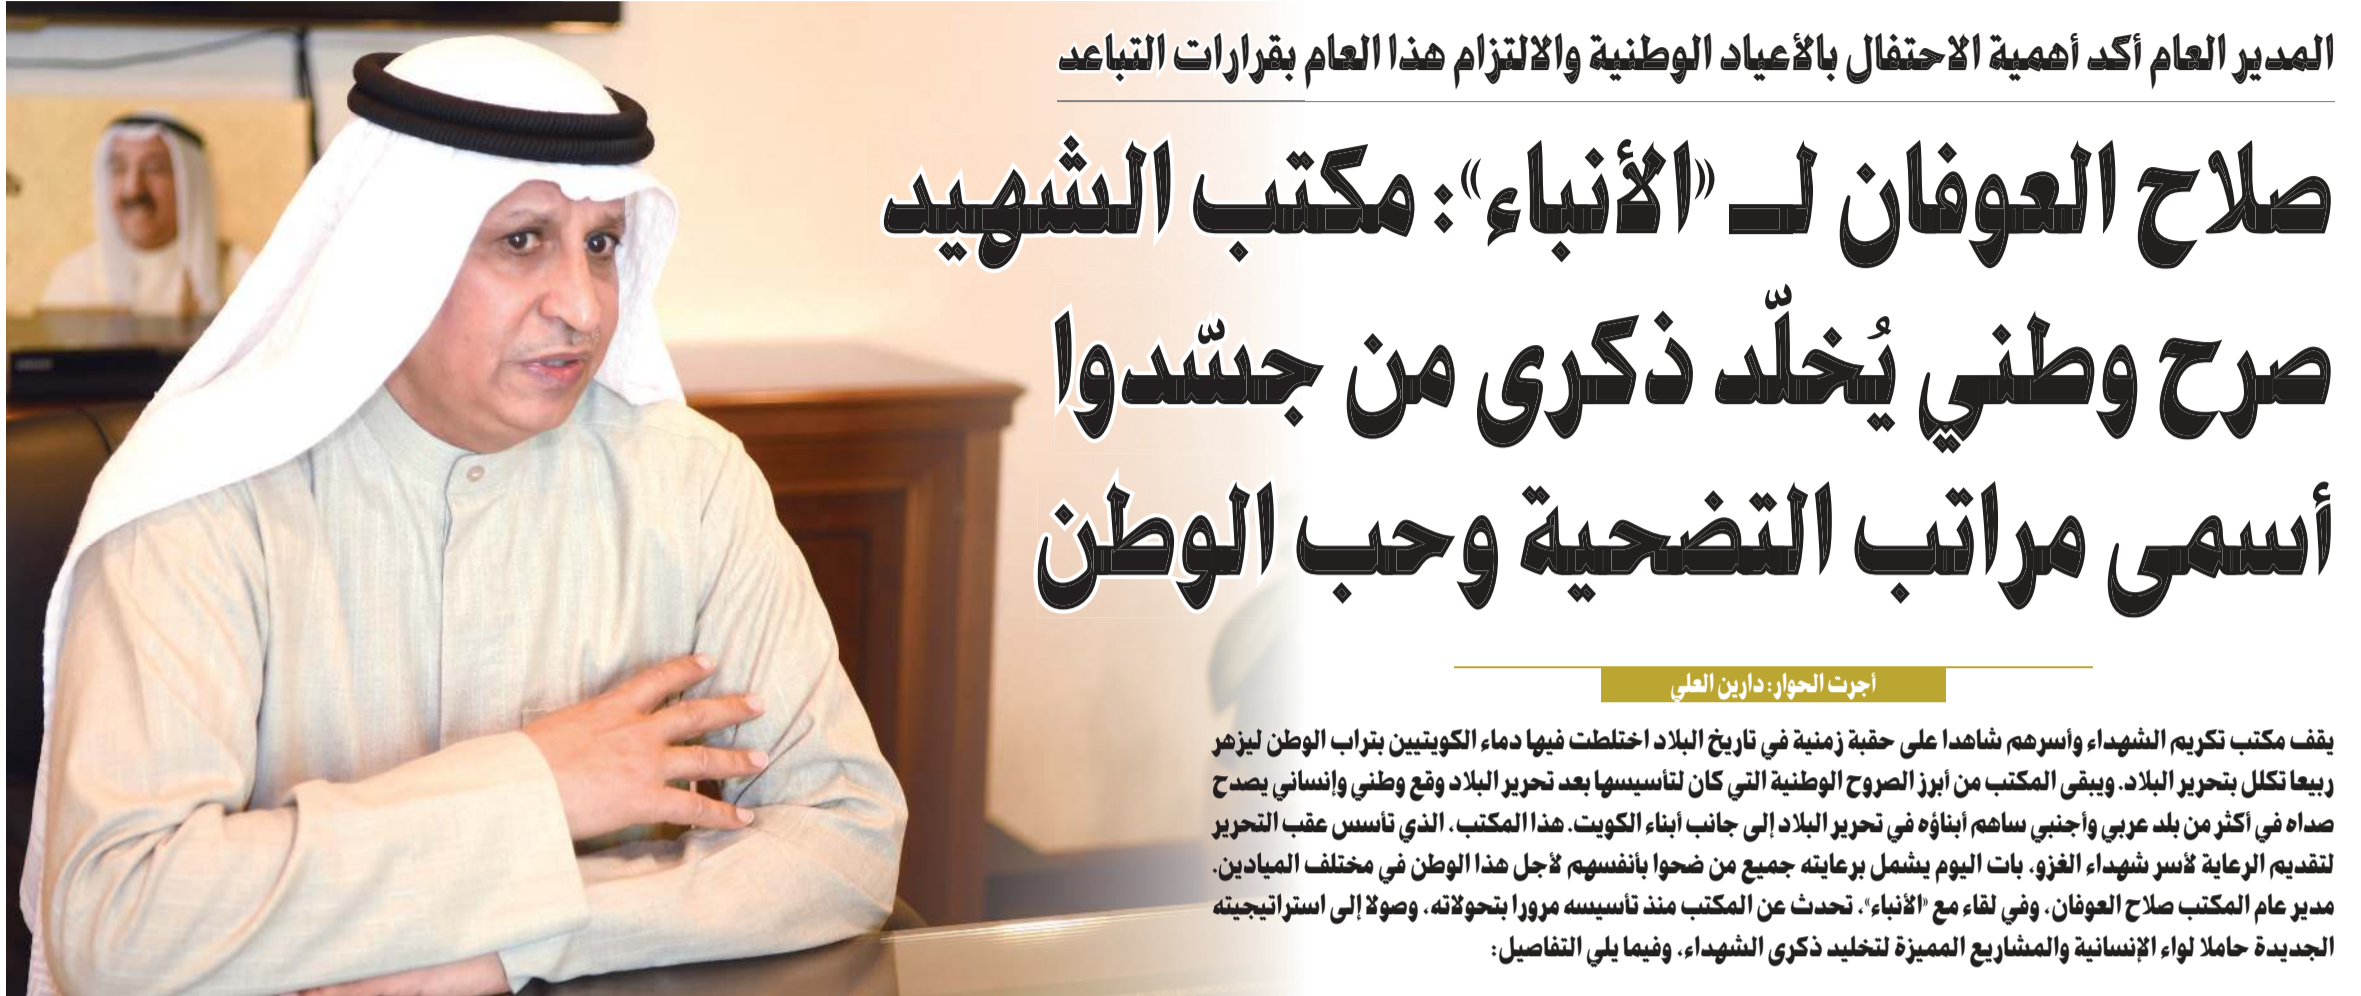 المدير العام أكد أهمية الاحتفال بالأعياد الوطنية والالتزام هذا العام بقرارات التباعد
صلاح العوفان لـ «الأنباء»: مكتب الشهيد
صرح وطني يُخلّد ذكرى من جسّدوا
أسمى مراتب التضحية وحب الوطن
أجرت الحوار: دارين العلي
يقف مكتب تكريم الشهداء وأسرهم شاهدا على حقبة زمنية في تاريخ البلاد اختلطت فيها دماء الكويتيين بتراب الوطن ليزهر
ربيعا تكلل بتحرير البلاد. ويبقى المكتب من أبرز الصروح الوطنية التي كان لتأسيسها بعد تحرير البلاد وقع وطني وإنساني يصدح
صداه في أكثر من بلد عربي وأجنبي ساهم أبناؤه في تحرير البلاد إلى جانب أبناء الكويت. هذا المكتب، الذي تأسس عقب التحرير
لتقديم الرعاية لأسر شهداء الغزو، بات اليوم يشمل برعايته جميع من ضحوا بأنفسهم لأجل هذا الوطن في مختلف الميادين.
مدير عام المكتب صلاح العوفان، وفي لقاء مع «الأنباء»، تحدث عن المكتب منذ تأسيسه مرورا بتحولاته، وصولا إلى استراتيجيته
الجديدة حاملا لواء الإنسانية والمشاريع المميزة لتخليد ذكرى الشهداء، وفيما يلي التفاصيل: